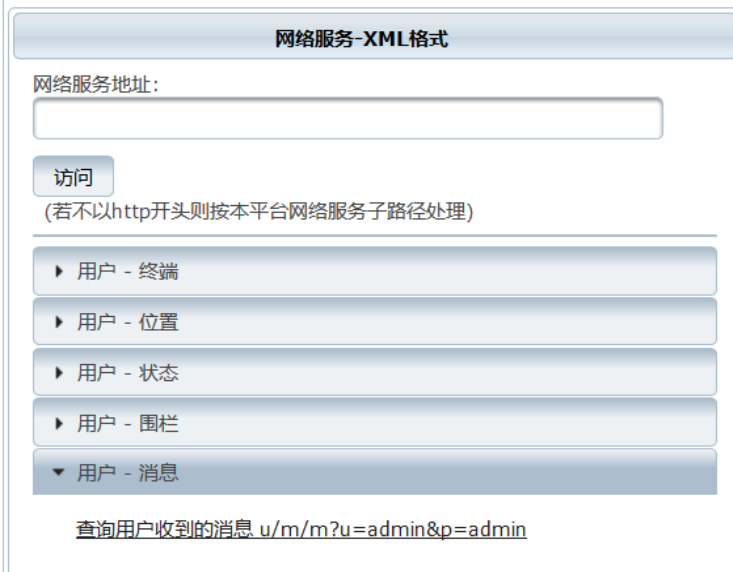 网络服务-XML格式
网络服务地址：
访问
(若不以http开头则按本平台网络服务子路径处理)
用户 - 终端
用户 - 位置
用户 - 状态
用户 - 围栏
用户 - 消息
查询用户收到的消息 u/m/m?u=admin&p=admin